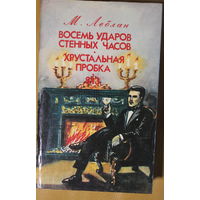 М. Леблан
ВОСЕМЬ УДАРОВ
СТЕННЫХ ЧАСОВ
•
ХРУСТАЛЬНАЯ
ПРОБКА